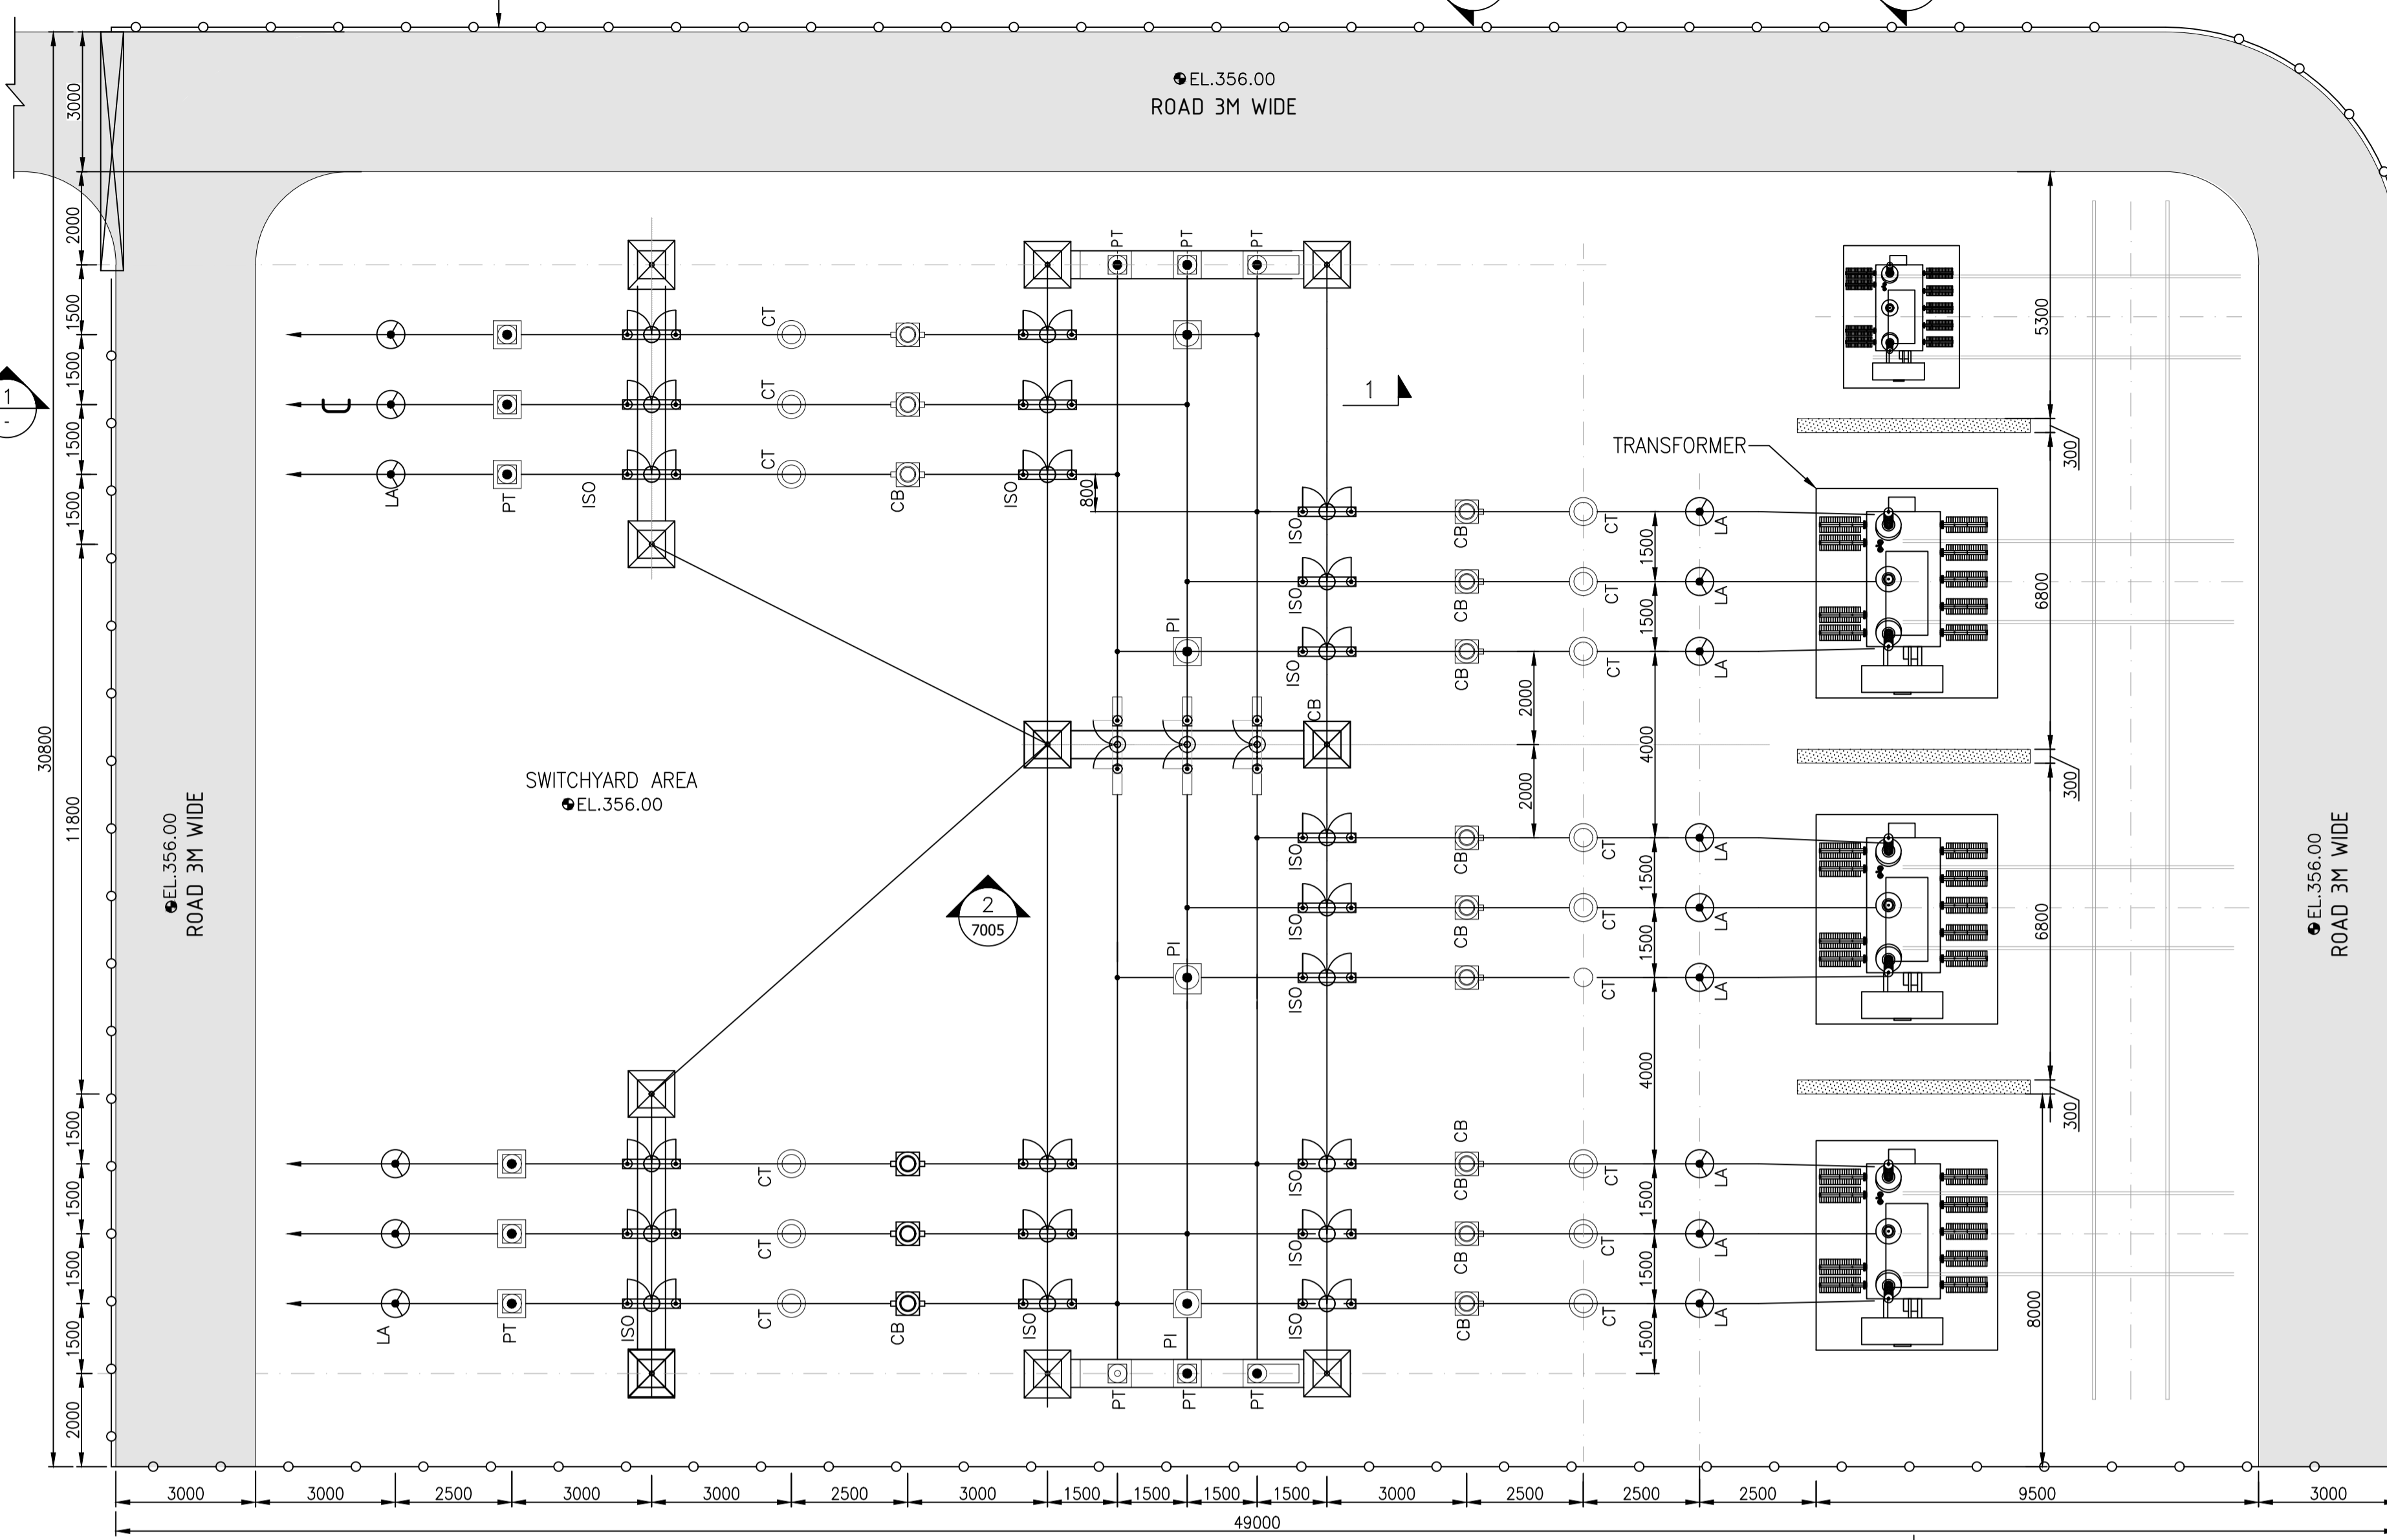 EL.356.00
ROAD 3M WIDE
3000
2000
1500
1500
1500
1500
11800
1500
1500
1500
1500
2000
30800
1
-
EL.356.00
ROAD 3M WIDE
PT
PT
PT
CT
CT
CT
LA
PT
ISO
CB
ISO
800
1
TRANSFORMER
5300
300
6800
300
6800
300
8000
ISO
CB
CT
LA
1500
ISO
CB
CT
LA
1500
PI
ISO
CB
CT
LA
2000
4000
CB
2000
SWITCHYARD AREA
EL.356.00
2
7005
ISO
CB
CT
LA
1500
ISO
CB
CT
LA
1500
PI
ISO
CT
LA
4000
CB
CT
ISO
CB
CT
LA
1500
CT
ISO
CB
CT
LA
1500
LA
PT
ISO
CT
CB
ISO
PI
ISO
CB
CT
LA
1500
PT
PT
PT
EL.356.00
ROAD 3M WIDE
3000
3000
2500
3000
3000
2500
3000
1500
1500
1500
1500
3000
2500
2500
2500
9500
3000
49000